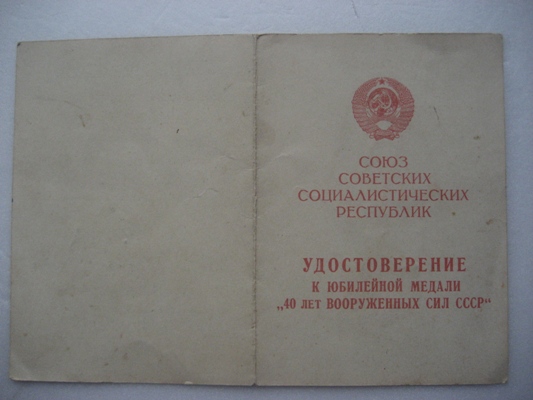 СОЮЗ
СОВЕТСКИХ
СОЦИАЛИСТИЧЕСКИХ
РЕСПУБЛИК
УДОСТОВЕРЕНИЕ
К ЮБИЛЕЙНОЙ МЕДАЛИ
„40 ЛЕТ ВООРУЖЕННЫХ СИЛ СССР“